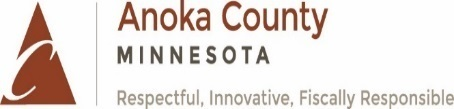 Anoka County
MINNESOTA
Respectful, Innovative, Fiscally Responsible